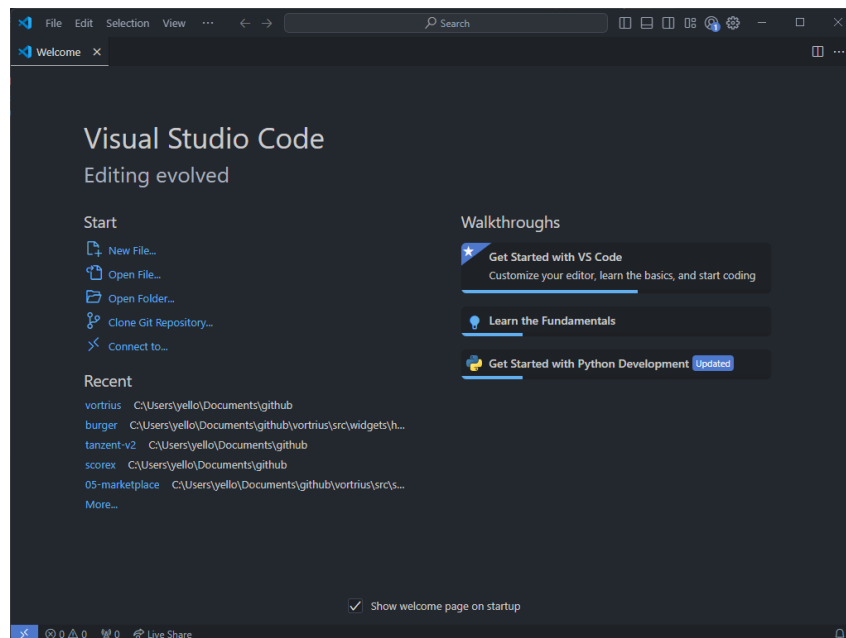 File Edit Selection View ··· Search
Welcome
Visual Studio Code
Editing evolved
Start
New File...
Open File...
Open Folder...
Clone Git Repository...
Connect to...
Recent
vortrius C:\Users\yello\Documents\github
burger C:\Users\yello\Documents\github\vortrius\src\widgets\h...
tanzent-v2 C:\Users\yello\Documents\github
scorex C:\Users\yello\Documents\github
05-marketplace C:\Users\yello\Documents\github\vortrius\src\s...
More...
Walkthroughs
Get Started with VS Code
Customize your editor, learn the basics, and start coding
Learn the Fundamentals
Get Started with Python Development Updated
Show welcome page on startup
0 0 0 Live Share